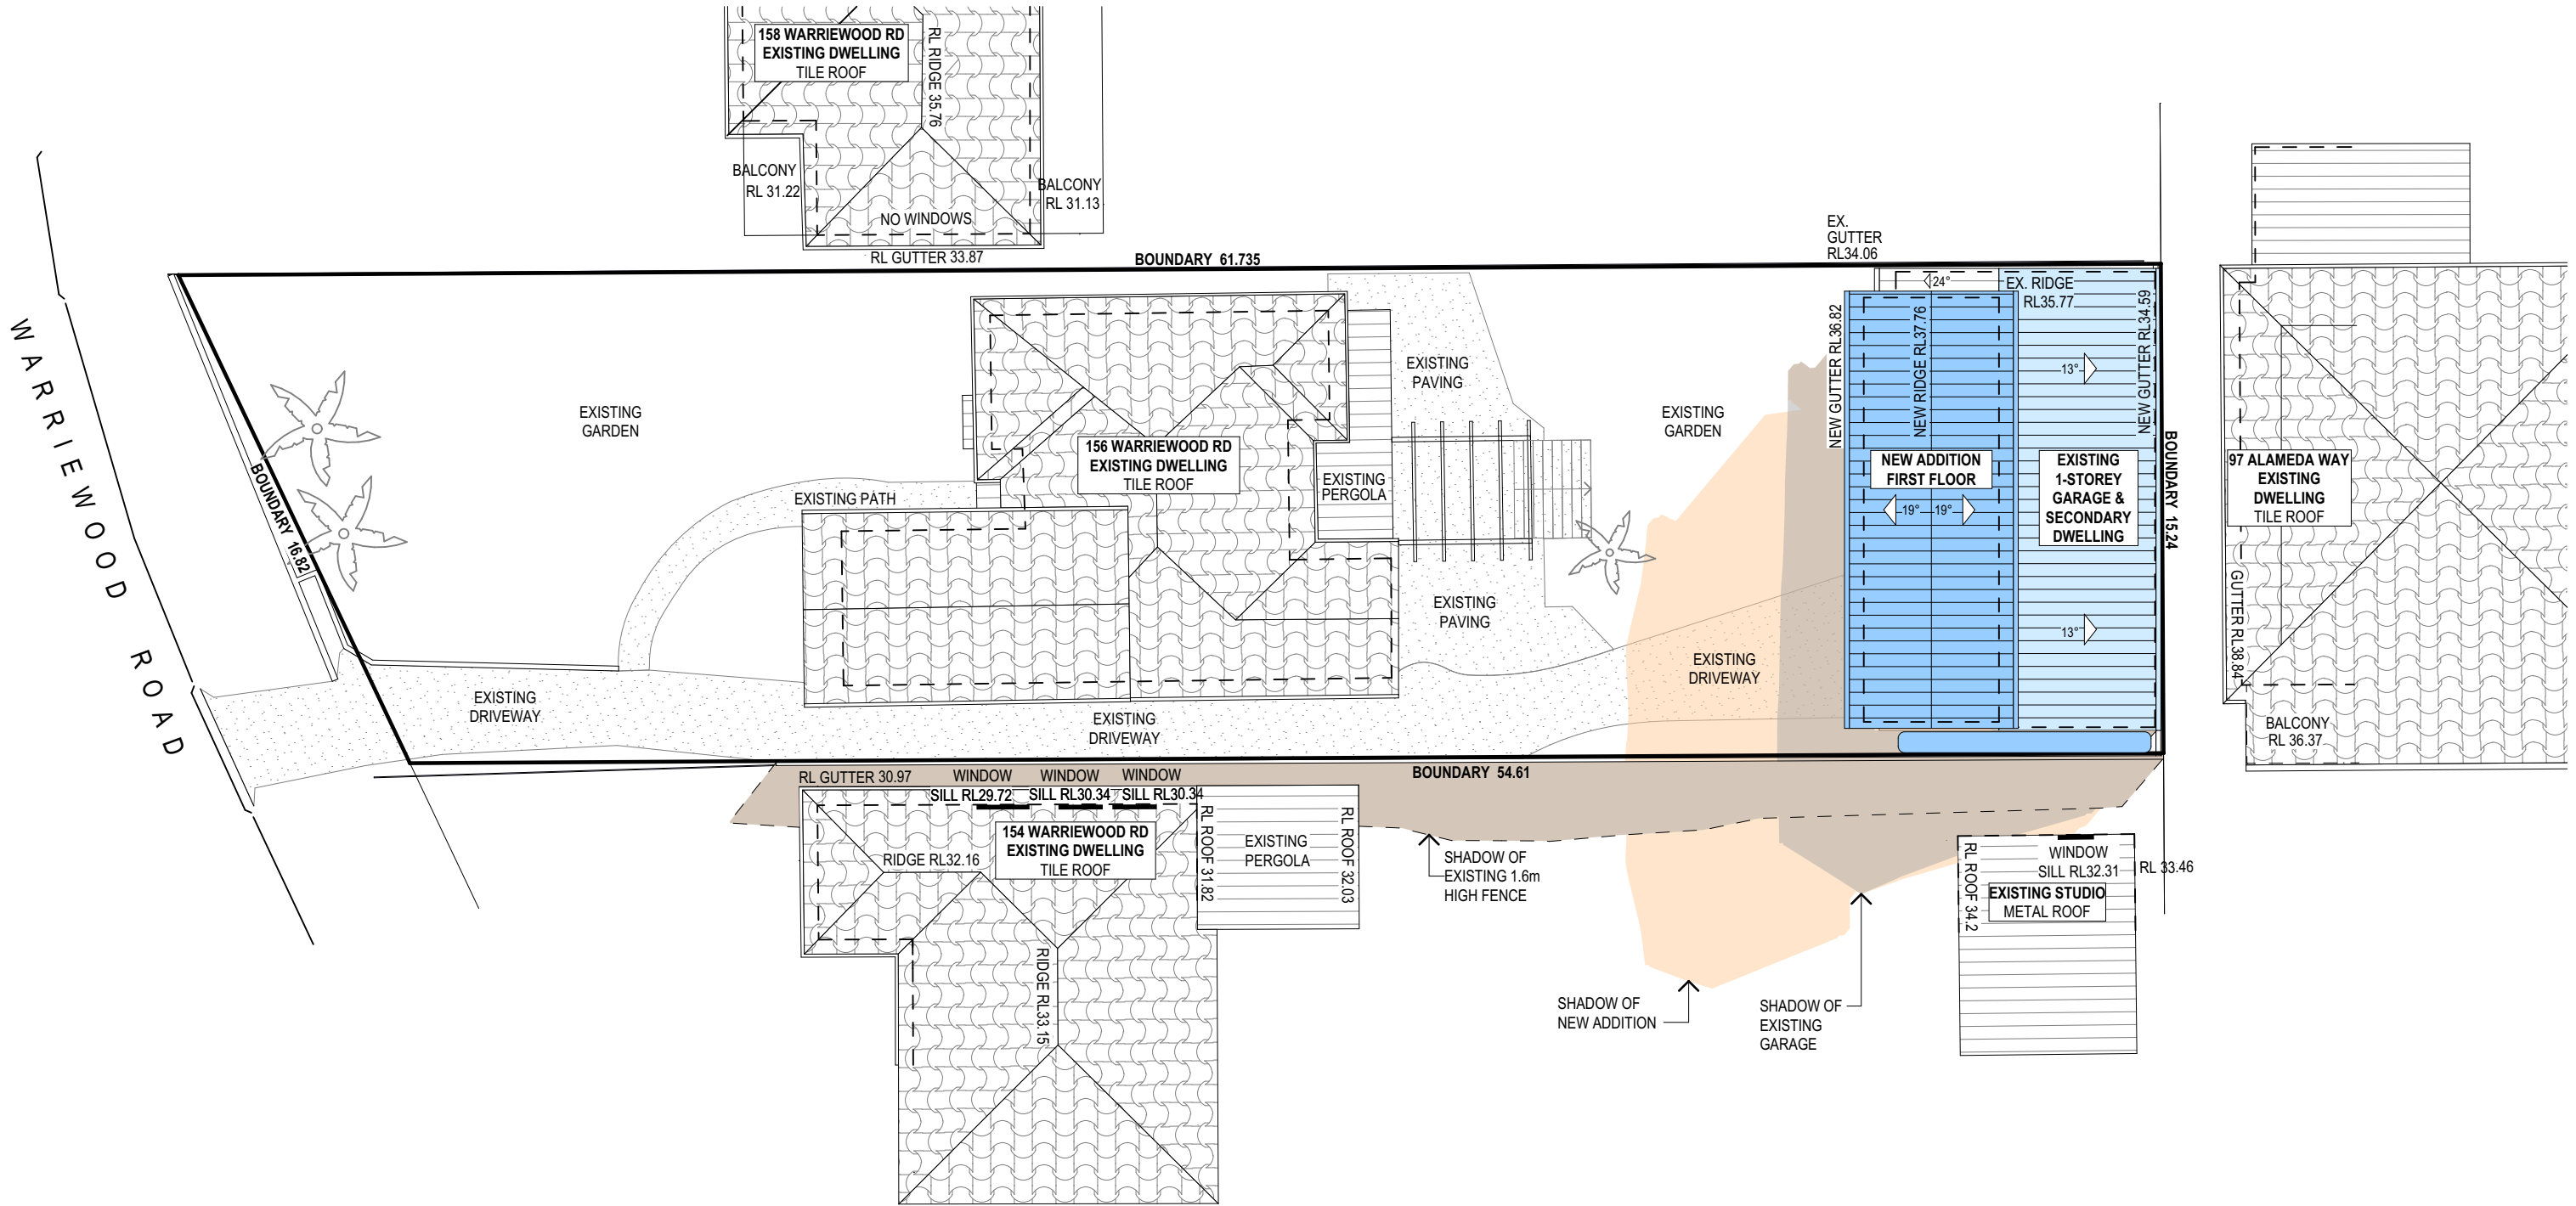 158 WARRIEWOOD RD
EXISTING DWELLING
TILE ROOF
RL RIDGE 35.76
BALCONY
RL 31.22
BALCONY
RL 31.13
NO WINDOWS
RL GUTTER 33.87
BOUNDARY 61.735
EX.
GUTTER
RL34.06
24°
EX. RIDGE
RL35.77
NEW GUTTER RL36.82
NEW RIDGE RL37.76
NEW GUTTER RL34.59
13°
WARRIEWOOD ROAD
BOUNDARY 16.82
EXISTING
GARDEN
EXISTING PATH
156 WARRIEWOOD RD
EXISTING DWELLING
TILE ROOF
EXISTING
PERGOLA
EXISTING
PAVING
EXISTING
PAVING
EXISTING
GARDEN
NEW ADDITION
FIRST FLOOR
19°
19°
EXISTING
1-STOREY
GARAGE &
SECONDARY
DWELLING
13°
BOUNDARY 15.24
97 ALAMEDA WAY
EXISTING
DWELLING
TILE ROOF
GUTTER RL38.84
BALCONY
RL 36.37
EXISTING
DRIVEWAY
EXISTING
DRIVEWAY
EXISTING
DRIVEWAY
BOUNDARY 54.61
RL GUTTER 30.97
WINDOW
SILL RL29.72
WINDOW
SILL RL30.34
WINDOW
SILL RL30.34
154 WARRIEWOOD RD
EXISTING DWELLING
TILE ROOF
RIDGE RL32.16
RIDGE RL33.15
RL ROOF 31.82
EXISTING
PERGOLA
RL ROOF 32.03
SHADOW OF
EXISTING 1.6m
HIGH FENCE
SHADOW OF
NEW ADDITION
SHADOW OF
EXISTING
GARAGE
RL ROOF 34.2
WINDOW
SILL RL32.31
RL 33.46
EXISTING STUDIO
METAL ROOF